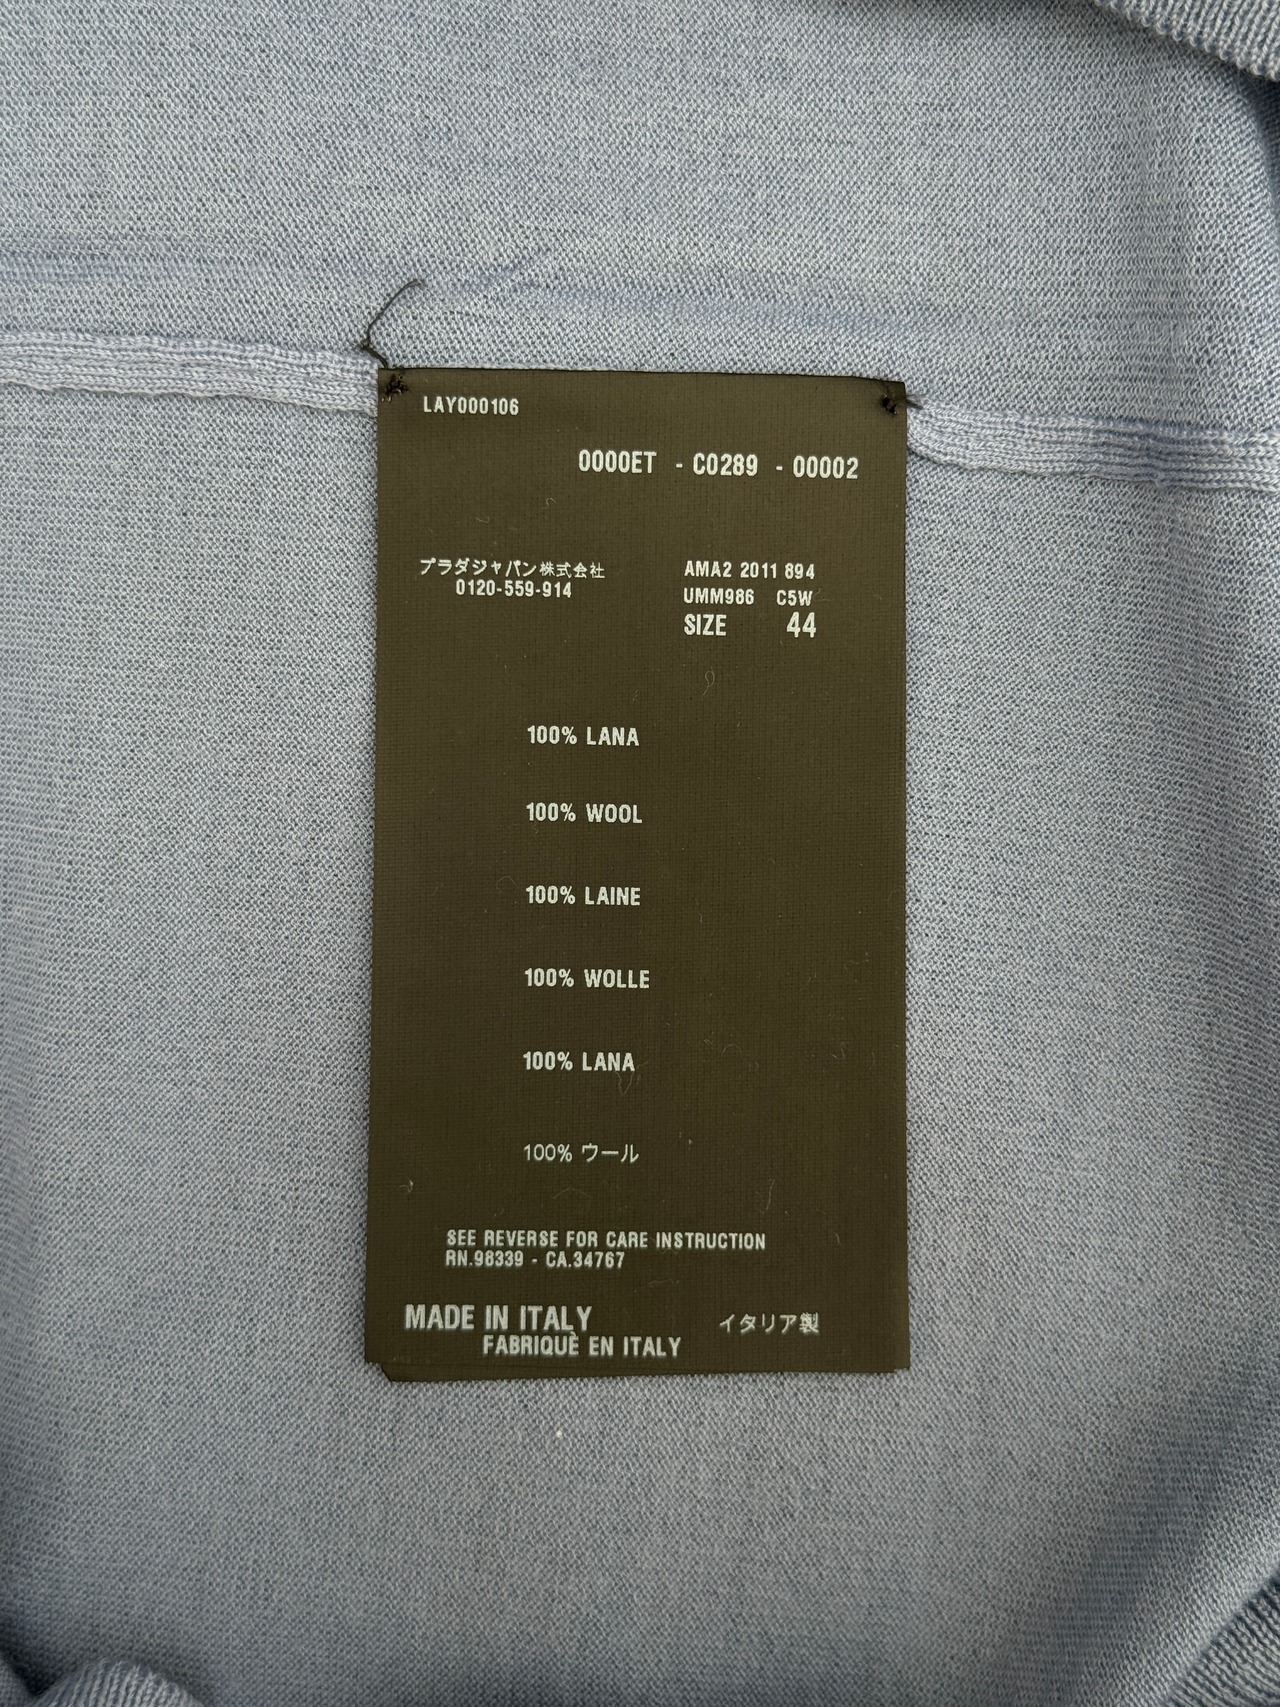 LAY000106
0000ET - C0289 - 00002
プラダジャパン株式会社
0120-559-914
AMA2 2011 894
UMM986 C5W
SIZE 44
100% LANA
100% WOOL
100% LAINE
100% WOLLE
100% LANA
100% ウール
SEE REVERSE FOR CARE INSTRUCTION
RN.98339 - CA.34767
MADE IN ITALY
FABRIQUÈ EN ITALY
イタリア製